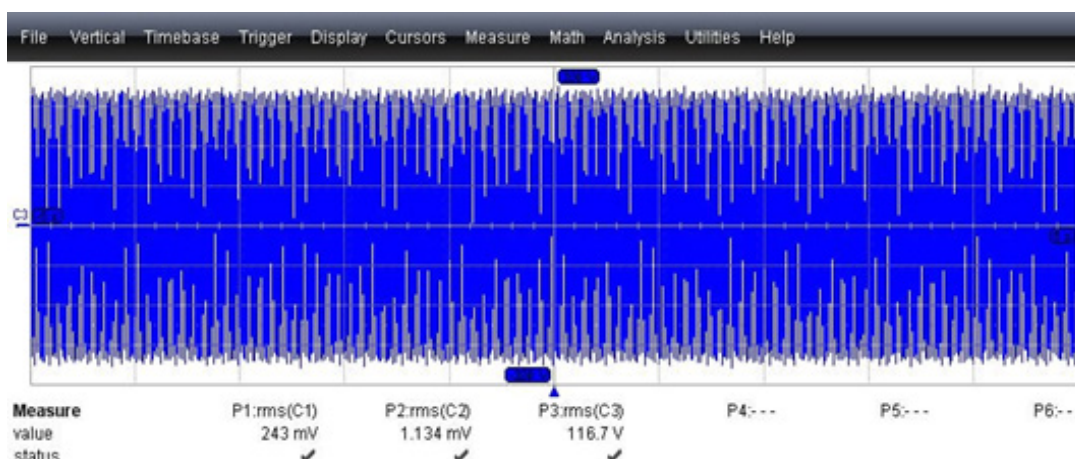 File Vertical Timebase Trigger Display Cursors Measure Math Analysis Utilities Help
C3
Measure P1:rms(C1) P2:rms(C2) P3:rms(C3) P4:--- P5:--- P6:--
value 243 mV 1.134 mV 116.7 V
status